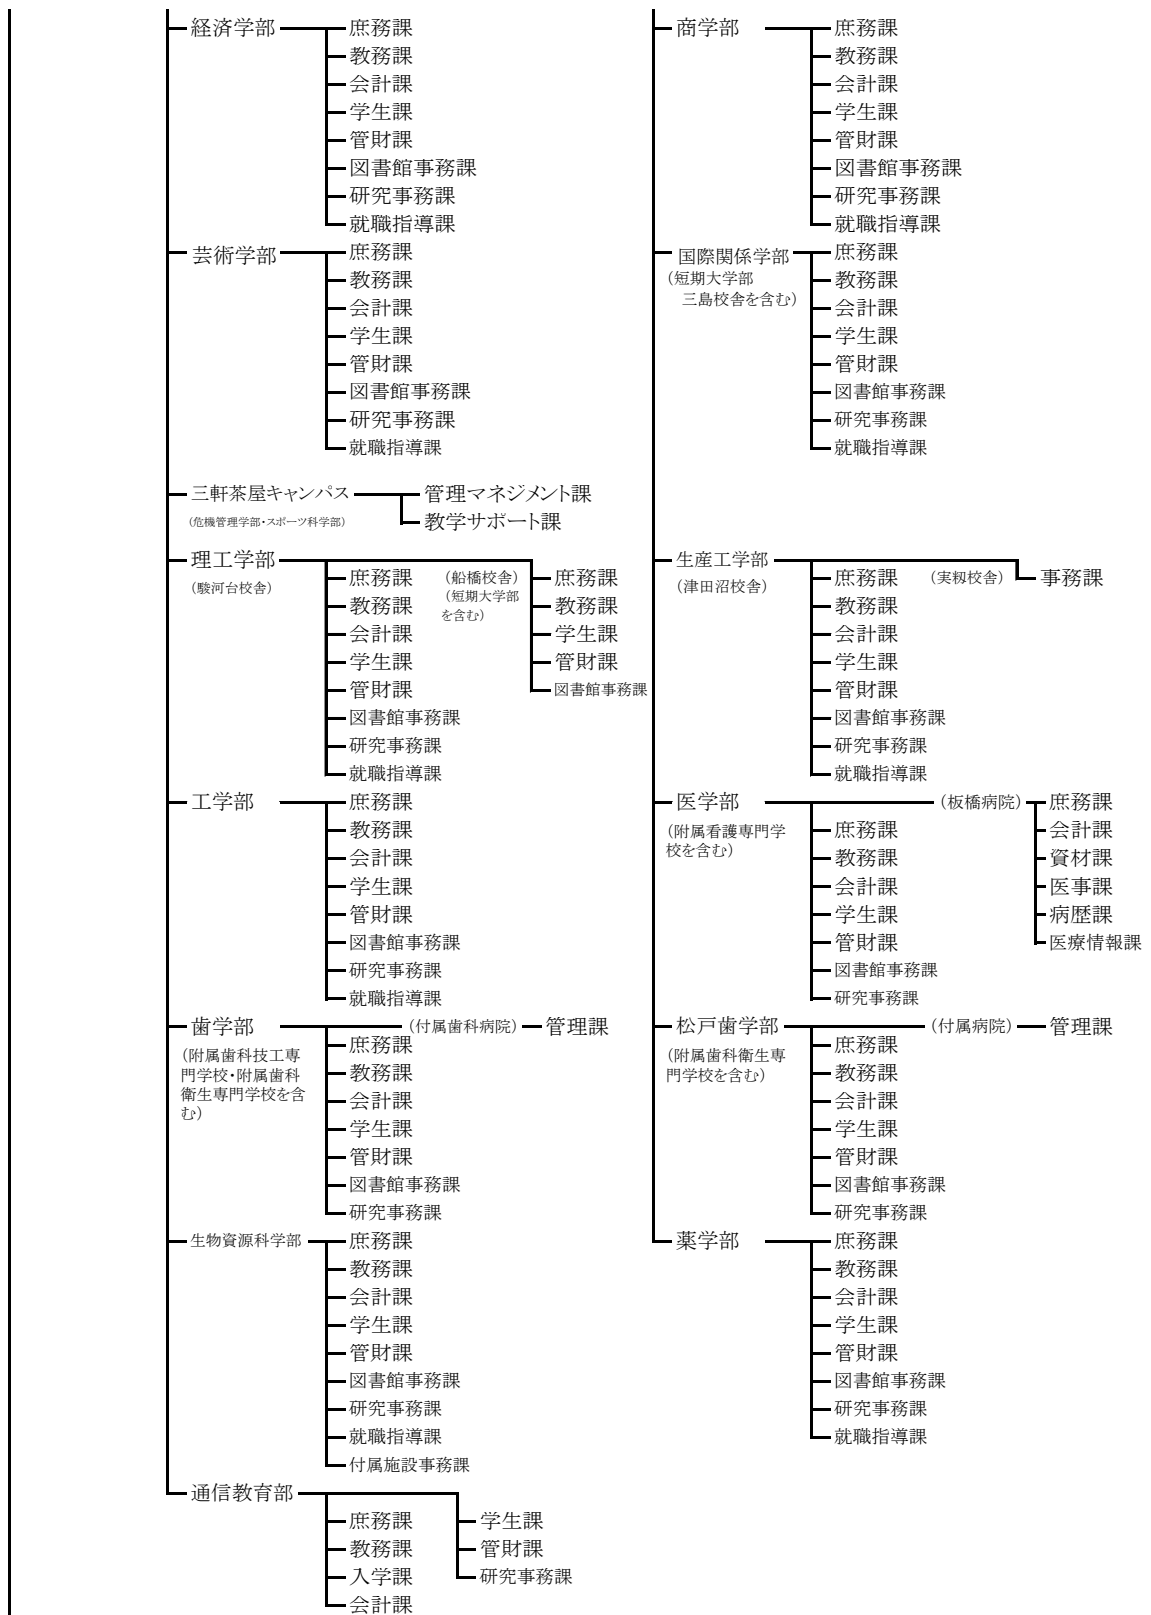 経済学部
庶務課
教務課
会計課
学生課
管財課
図書館事務課
研究事務課
就職指導課
芸術学部
庶務課
教務課
会計課
学生課
管財課
図書館事務課
研究事務課
就職指導課
三軒茶屋キャンパス
(危機管理学部・スポーツ科学部)
管理マネジメント課
教学サポート課
理工学部
(駿河台校舎)
庶務課
教務課
会計課
学生課
管財課
図書館事務課
研究事務課
就職指導課
(船橋校舎)
(短期大学部
を含む)
庶務課
教務課
学生課
管財課
図書館事務課
工学部
庶務課
教務課
会計課
学生課
管財課
図書館事務課
研究事務課
就職指導課
歯学部
(附属歯科技工専
門学校・附属歯科
衛生専門学校を含
む)
(付属歯科病院)
管理課
庶務課
教務課
会計課
学生課
管財課
図書館事務課
研究事務課
生物資源科学部
庶務課
教務課
会計課
学生課
管財課
図書館事務課
研究事務課
就職指導課
付属施設事務課
通信教育部
庶務課
教務課
入学課
会計課
学生課
管財課
研究事務課
商学部
庶務課
教務課
会計課
学生課
管財課
図書館事務課
研究事務課
就職指導課
国際関係学部
(短期大学部
三島校舎を含む)
庶務課
教務課
会計課
学生課
管財課
図書館事務課
研究事務課
就職指導課
生産工学部
(津田沼校舎)
庶務課
教務課
会計課
学生課
管財課
図書館事務課
研究事務課
就職指導課
(実籾校舎)
事務課
医学部
(附属看護専門学
校を含む)
庶務課
教務課
会計課
学生課
管財課
図書館事務課
研究事務課
(板橋病院)
庶務課
会計課
資材課
医事課
病歴課
医療情報課
松戸歯学部
(附属歯科衛生専
門学校を含む)
(付属病院)
管理課
庶務課
教務課
会計課
学生課
管財課
図書館事務課
研究事務課
薬学部
庶務課
教務課
会計課
学生課
管財課
図書館事務課
研究事務課
就職指導課